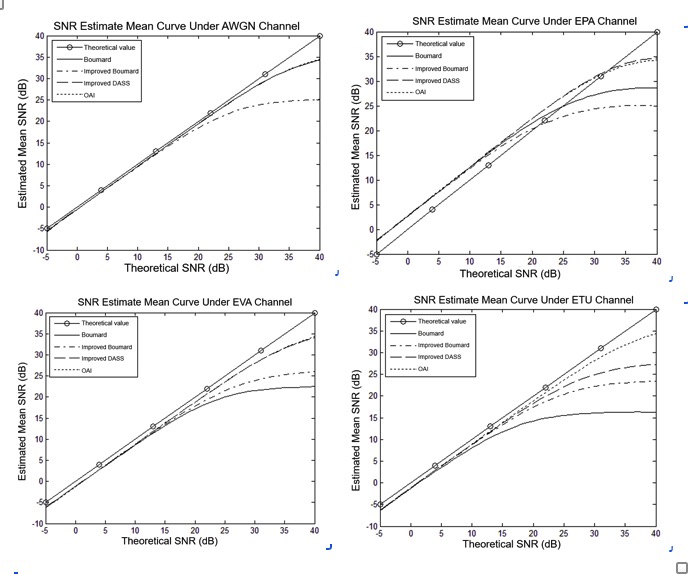 SNR Estimate Mean Curve Under AWGN Channel
40
35
30
25
20
15
10
5
0
-5
-10
Estimated Mean SNR (dB)
Theoretical value
Boumard
Improved Boumard
Improved DASS
OAI
-5 0 5 10 15 20 25 30 35 40
Theoretical SNR (dB)
SNR Estimate Mean Curve Under EPA Channel
40
35
30
25
20
15
10
5
0
-5
Estimated Mean SNR (dB)
Theoretical value
Boumard
Improved Boumard
Improved DASS
OAI
-5 0 5 10 15 20 25 30 35 40
Theoretical SNR (dB)
SNR Estimate Mean Curve Under EVA Channel
40
35
30
25
20
15
10
5
0
-5
-10
Estimated Mean SNR (dB)
Theoretical value
Boumard
Improved Boumard
Improved DASS
OAI
-5 0 5 10 15 20 25 30 35 40
Theoretical SNR (dB)
SNR Estimate Mean Curve Under ETU Channel
40
35
30
25
20
15
10
5
0
-5
-10
Estimated Mean SNR (dB)
Theoretical value
Boumard
Improved Boumard
Improved DASS
OAI
-5 0 5 10 15 20 25 30 35 40
Theoretical SNR (dB)